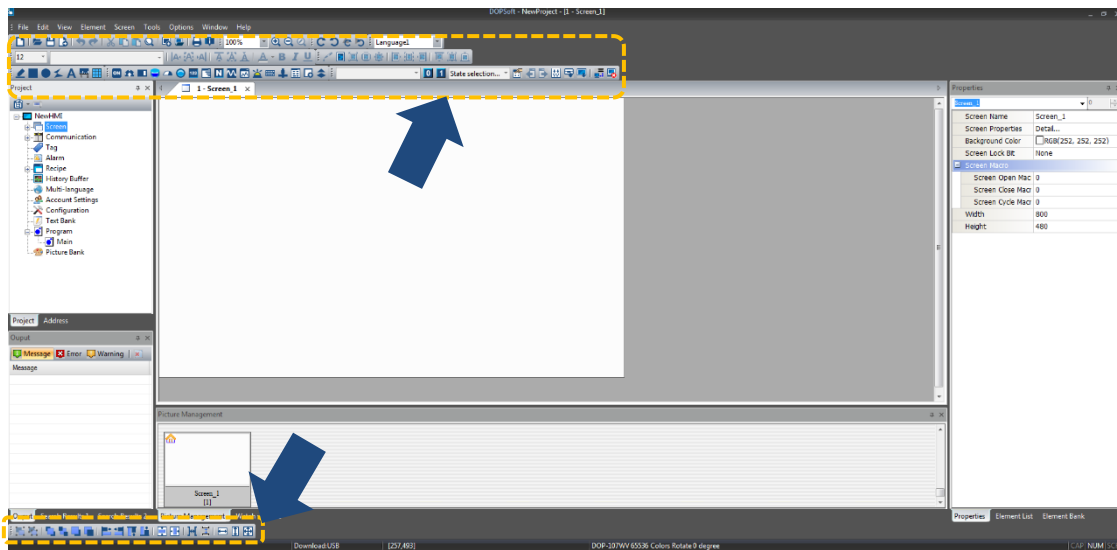 DOPSoft - NewProject - [1 - Screen_1]
File Edit View Element Screen Tools Options Window Help
100% Language1
12 A A A A A A A - B I U
0 1 State selection...
Project
1 - Screen_1
Properties
NewHMI
Screen
Communication
Tag
Alarm
Recipe
History Buffer
Multi-language
Account Settings
Configuration
Text Bank
Program
Main
Picture Bank
Screen_1 0
Screen Name Screen_1
Screen Properties Detail...
Background Color RGB(252, 252, 252)
Screen Lock Bit None
Screen Macro
Screen Open Mac 0
Screen Close Macr 0
Screen Cycle Macr 0
Width 800
Height 480
Project Address
Ouput
Message Error Warning
Message
Picture Management
Screen_1
[1]
Properties Element List Element Bank
Download:USB [257,493] DOP-107WV 65536 Colors Rotate 0 degree CAP NUM